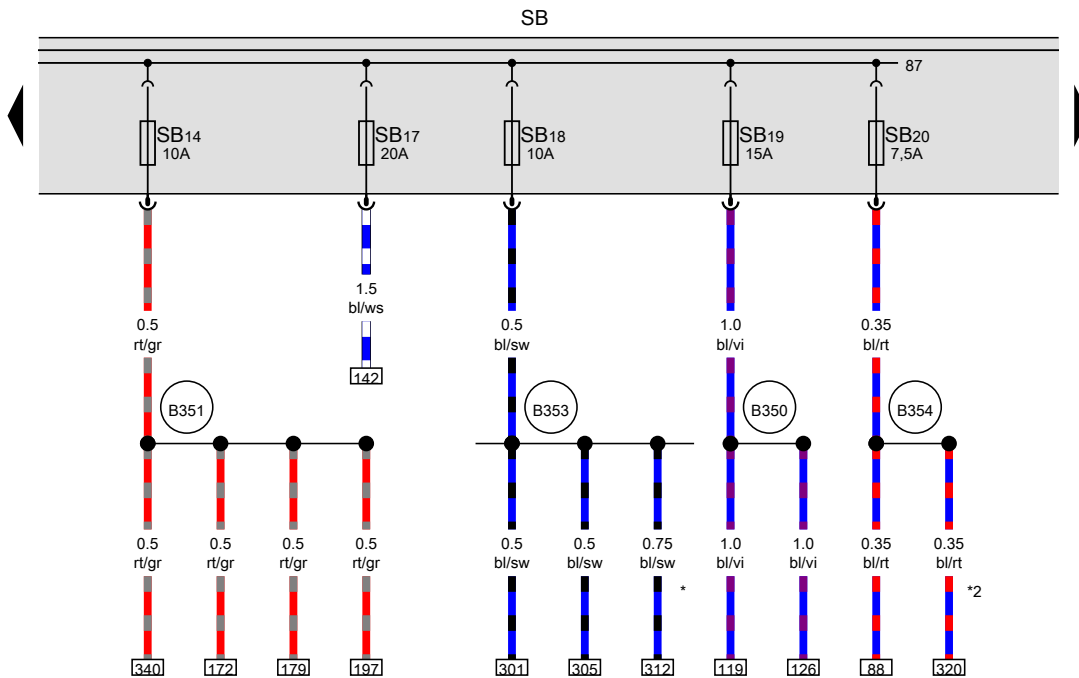 SB
87
SB14
10A
SB17
20A
SB18
10A
SB19
15A
SB20
7,5A
0.5
rt/gr
1.5
bl/ws
0.5
bl/sw
1.0
bl/vi
0.35
bl/rt
142
B351
B353
B350
B354
0.5
rt/gr
0.5
rt/gr
0.5
rt/gr
0.5
rt/gr
0.5
bl/sw
0.5
bl/sw
0.75
bl/sw
*
1.0
bl/vi
1.0
bl/vi
0.35
bl/rt
0.35
bl/rt
*2
340
172
179
197
301
305
312
119
126
88
320